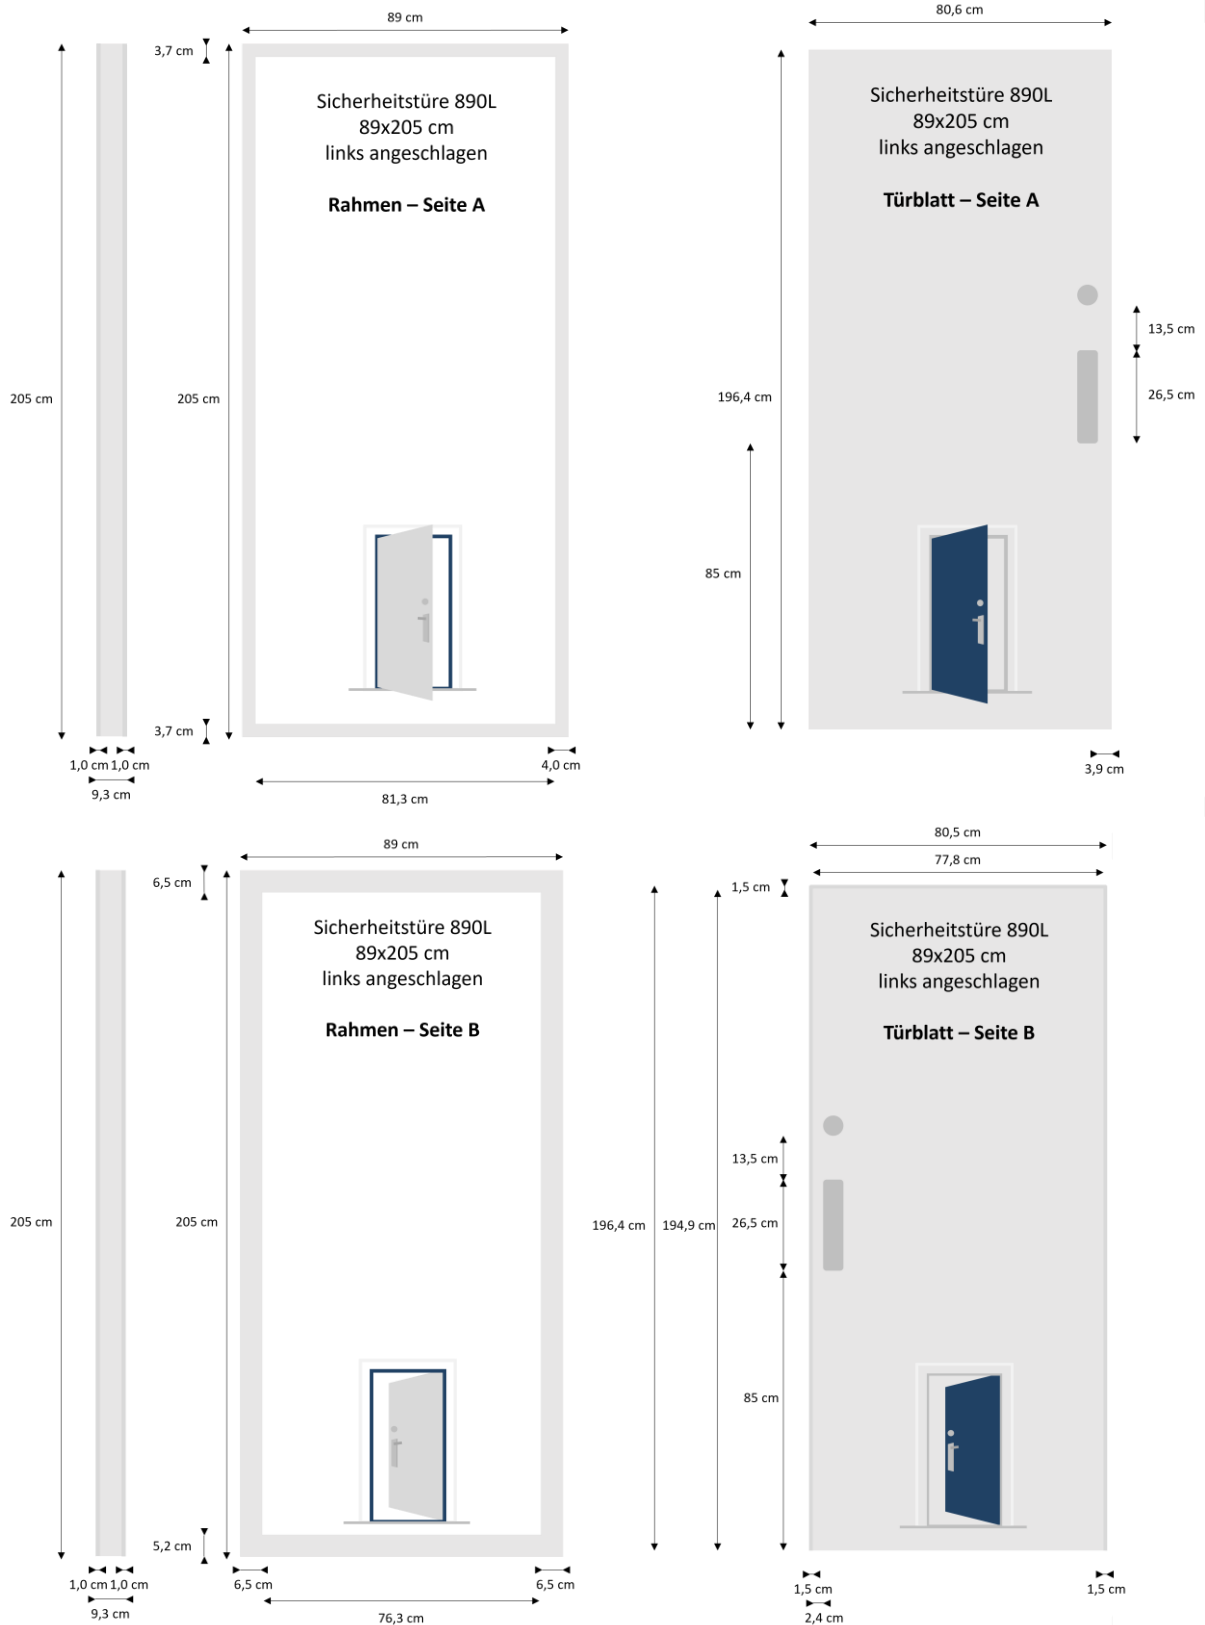 89 cm
3,7 cm
Sicherheitstüre 890L
89x205 cm
links angeschlagen
Rahmen – Seite A
205 cm
205 cm
3,7 cm
1,0 cm 1,0 cm
9,3 cm
4,0 cm
81,3 cm
80,6 cm
Sicherheitstüre 890L
89x205 cm
links angeschlagen
Türblatt – Seite A
13,5 cm
26,5 cm
196,4 cm
85 cm
3,9 cm
89 cm
6,5 cm
Sicherheitstüre 890L
89x205 cm
links angeschlagen
Rahmen – Seite B
205 cm
205 cm
5,2 cm
1,0 cm 1,0 cm
9,3 cm
6,5 cm
6,5 cm
76,3 cm
80,5 cm
77,8 cm
1,5 cm
Sicherheitstüre 890L
89x205 cm
links angeschlagen
Türblatt – Seite B
13,5 cm
196,4 cm
194,9 cm
26,5 cm
85 cm
1,5 cm
1,5 cm
2,4 cm